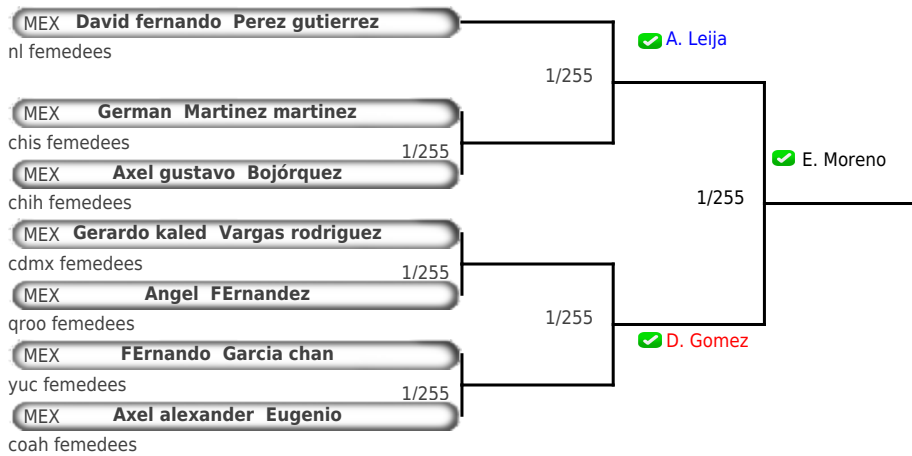 MEX David fernando Perez gutierrez
nl femedees
A. Leija
1/255
MEX German Martinez martinez
chis femedees
1/255
MEX Axel gustavo Bojórquez
chih femedees
E. Moreno
1/255
MEX Gerardo kaled Vargas rodriguez
cdmx femedees
1/255
MEX Angel FErnandez
qroo femedees
1/255
D. Gomez
MEX FErnando Garcia chan
yuc femedees
1/255
MEX Axel alexander Eugenio
coah femedees